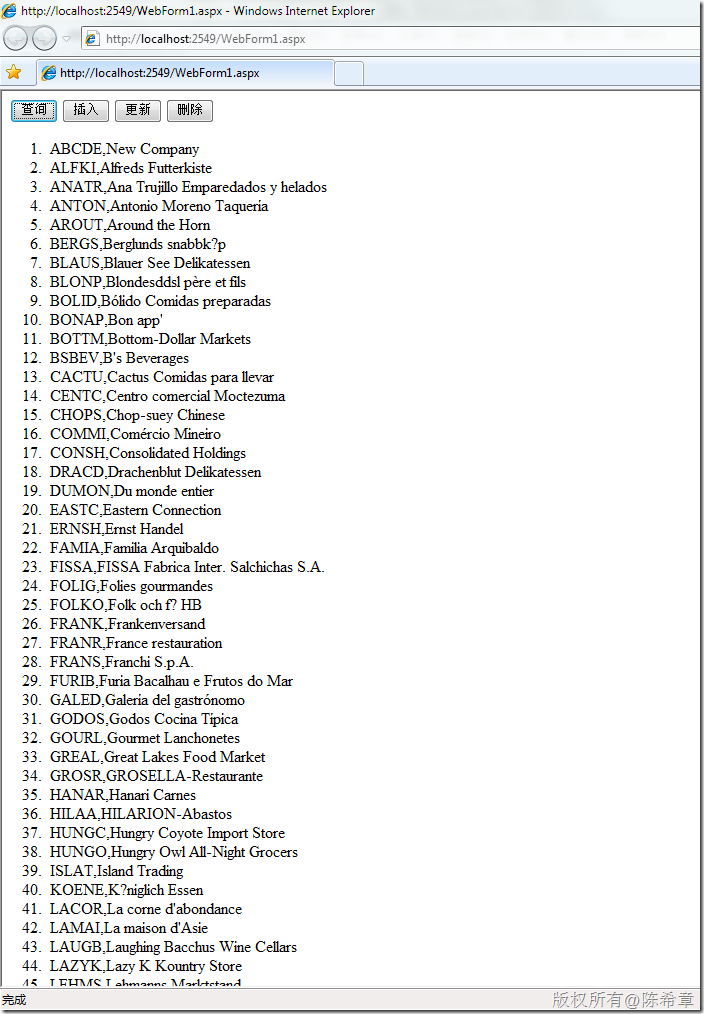 http://localhost:2549/WebForm1.aspx - Windows Internet Explorer
http://localhost:2549/WebForm1.aspx
http://localhost:2549/WebForm1.aspx
查询 插入 更新 删除
1. ABCDE,New Company
2. ALFKI,Alfreds Futterkiste
3. ANATR,Ana Trujillo Emparedados y helados
4. ANTON,Antonio Moreno Taquería
5. AROUT,Around the Horn
6. BERGS,Berglunds snabbk?p
7. BLAUS,Blauer See Delikatessen
8. BLONP,Blondesddsl père et fils
9. BOLID,Bólido Comidas preparadas
10. BONAP,Bon app'
11. BOTTM,Bottom-Dollar Markets
12. BSBEV,B's Beverages
13. CACTU,Cactus Comidas para llevar
14. CENTC,Centro comercial Moctezuma
15. CHOPS,Chop-suey Chinese
16. COMMI,Comércio Mineiro
17. CONSH,Consolidated Holdings
18. DRACD,Drachenblut Delikatessen
19. DUMON,Du monde entier
20. EASTC,Eastern Connection
21. ERNSH,Ernst Handel
22. FAMIA,Familia Arquibaldo
23. FISSA,FISSA Fabrica Inter. Salchichas S.A.
24. FOLIG,Folies gourmandes
25. FOLKO,Folk och f? HB
26. FRANK,Frankenversand
27. FRANR,France restauration
28. FRANS,Franchi S.p.A.
29. FURIB,Furia Bacalhau e Frutos do Mar
30. GALED,Galería del gastrónomo
31. GODOS,Godos Cocina Típica
32. GOURL,Gourmet Lanchonetes
33. GREAL,Great Lakes Food Market
34. GROSR,GROSELLA-Restaurante
35. HANAR,Hanari Carnes
36. HILAA,HILARION-Abastos
37. HUNGC,Hungry Coyote Import Store
38. HUNGO,Hungry Owl All-Night Grocers
39. ISLAT,Island Trading
40. KOENE,K?niglich Essen
41. LACOR,La corne d'abondance
42. LAMAI,La maison d'Asie
43. LAUGB,Laughing Bacchus Wine Cellars
44. LAZYK,Lazy K Kountry Store
45. LEHMS,Lehmanns Marktstand
完成
版权所有@陈希章